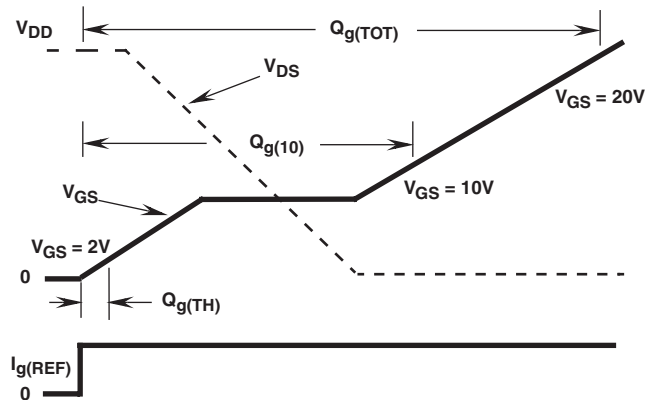 V_DD
Q_g(TOT)
V_DS
V_GS = 20V
Q_g(10)
V_GS
V_GS = 10V
V_GS = 2V
0
Q_g(TH)
I_g(REF)
0